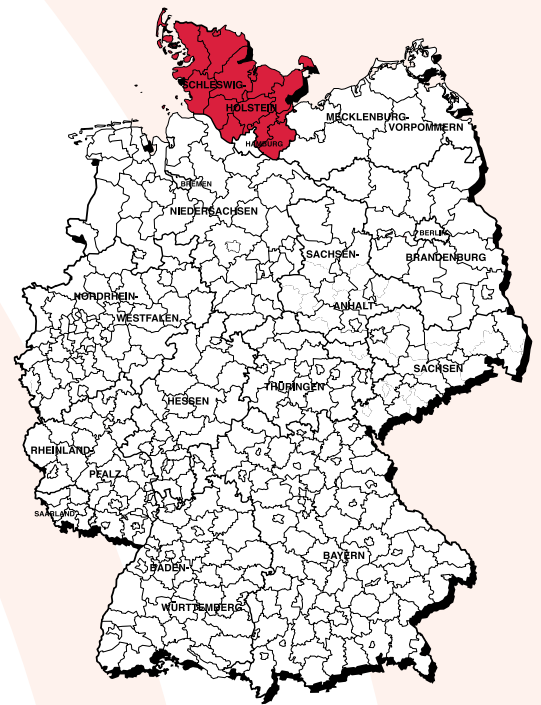 SCHLESWIG-
HOLSTEIN
HAMBURG
MECKLENBURG-
VORPOMMERN
BREMEN
NIEDERSACHSEN
BERLIN
SACHSEN-
BRANDENBURG
ANHALT
NORDRHEIN-
WESTFALEN
SACHSEN
THÜRINGEN
HESSEN
RHEINLAND-
PFALZ
SAARLAND
BAYERN
BADEN-
WÜRTTEMBERG